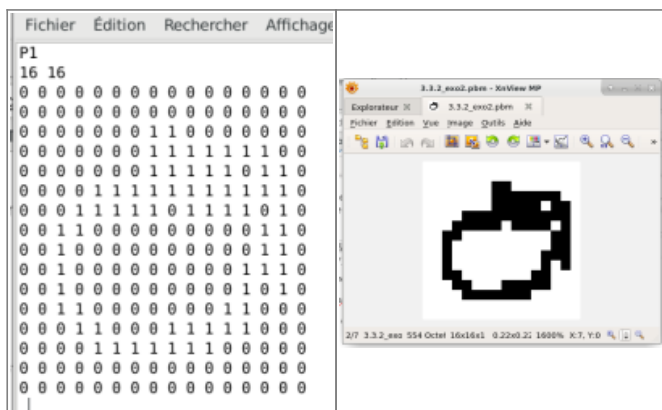 Fichier Édition Rechercher Affichage
P1
16 16
0 0 0 0 0 0 0 0 0 0 0 0 0 0 0 0
0 0 0 0 0 0 0 0 0 0 0 0 0 0 0 0
0 0 0 0 0 0 0 1 1 0 0 0 0 0 0 0
0 0 0 0 0 0 0 1 1 1 1 1 1 1 0 0
0 0 0 0 0 0 0 1 1 1 1 1 0 1 1 0
0 0 0 0 1 1 1 1 1 1 1 1 1 1 1 0
0 0 0 1 1 1 1 1 0 1 1 1 1 0 1 0
0 0 1 1 0 0 0 0 0 0 0 0 0 1 1 0
0 0 1 0 0 0 0 0 0 0 0 0 0 1 1 0
0 0 1 0 0 0 0 0 0 0 0 0 1 1 1 0
0 0 1 0 0 0 0 0 0 0 0 0 1 0 1 0
0 0 1 1 0 0 0 0 0 0 0 1 1 0 0 0
0 0 0 1 1 0 0 0 1 1 1 1 1 0 0 0
0 0 0 0 1 1 1 1 1 1 1 0 0 0 0 0
0 0 0 0 0 0 0 0 0 0 0 0 0 0 0 0
0 0 0 0 0 0 0 0 0 0 0 0 0 0 0 0
3.3.2_exo2.pbm - XnView MP
Explorateur 3.3.2_exo2.pbm
Fichier Edition Vue Image Outils Aide
2/7 3.3.2_exo 554 Octet 16x16x1 0.22x0.22 1600% X:7, Y:0